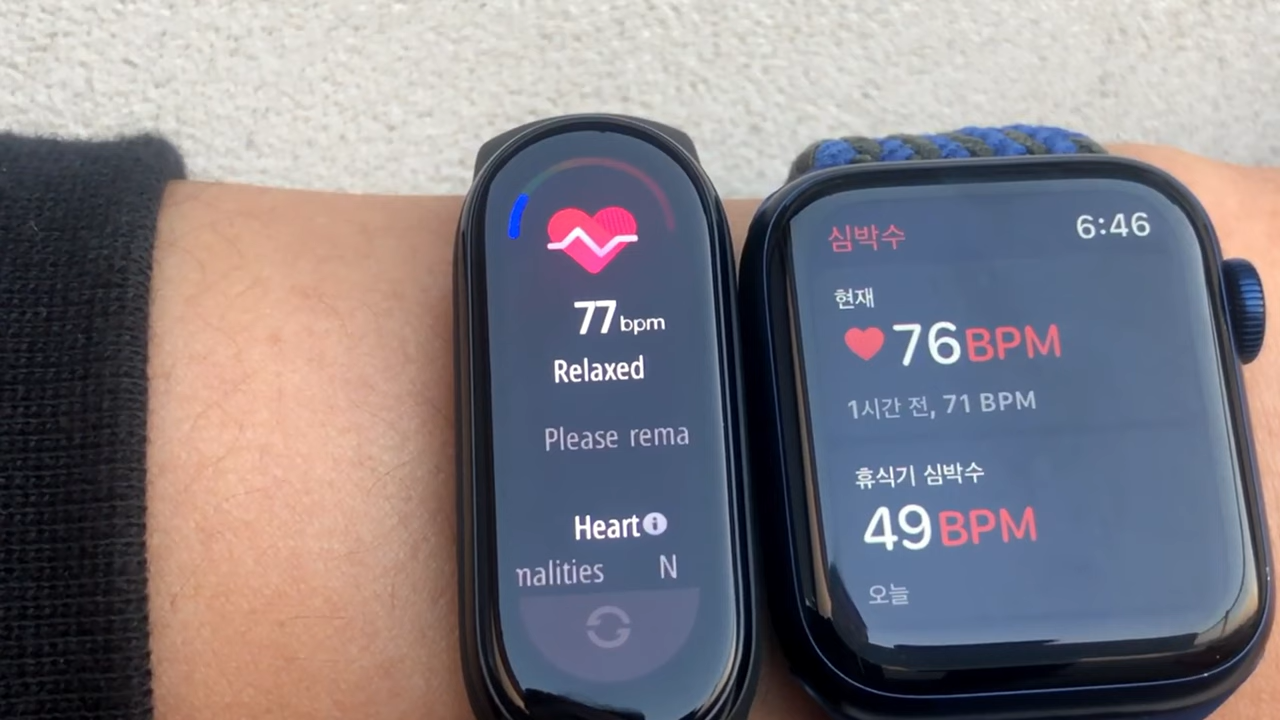 77 bpm
Relaxed
Please rema
Heart
malities N
심박수 6:46
현재
76BPM
1시간 전, 71 BPM
휴식기 심박수
49BPM
오늘